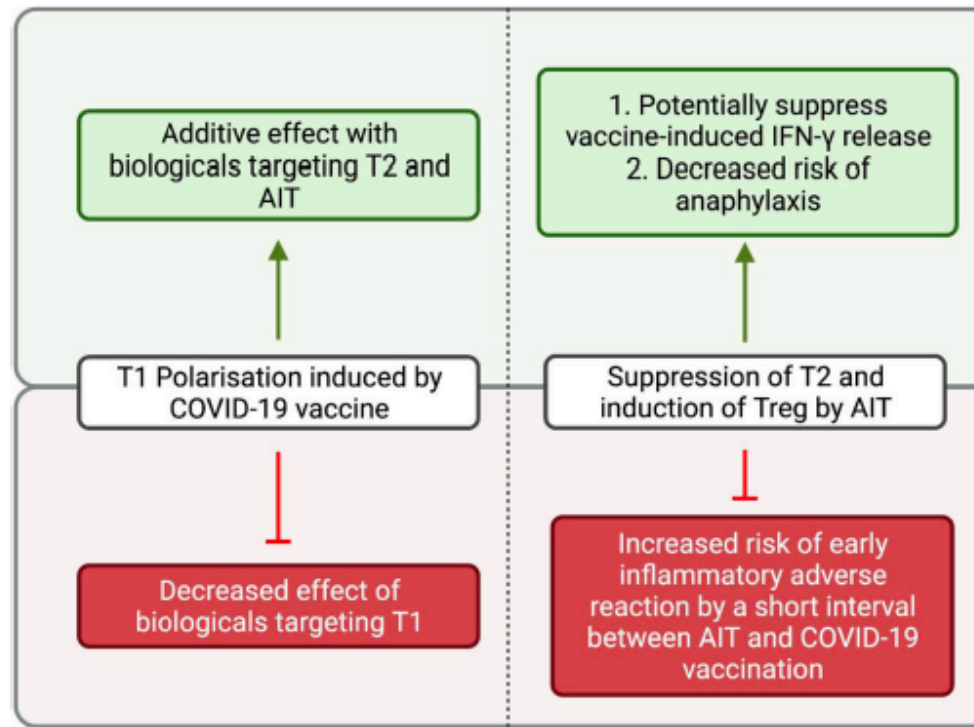 Additive effect with
biologicals targeting T2 and
AIT
1. Potentially suppress
vaccine-induced IFN-γ release
2. Decreased risk of
anaphylaxis
T1 Polarisation induced by
COVID-19 vaccine
Suppression of T2 and
induction of Treg by AIT
Decreased effect of
biologicals targeting T1
Increased risk of early
inflammatory adverse
reaction by a short interval
between AIT and COVID-19
vaccination